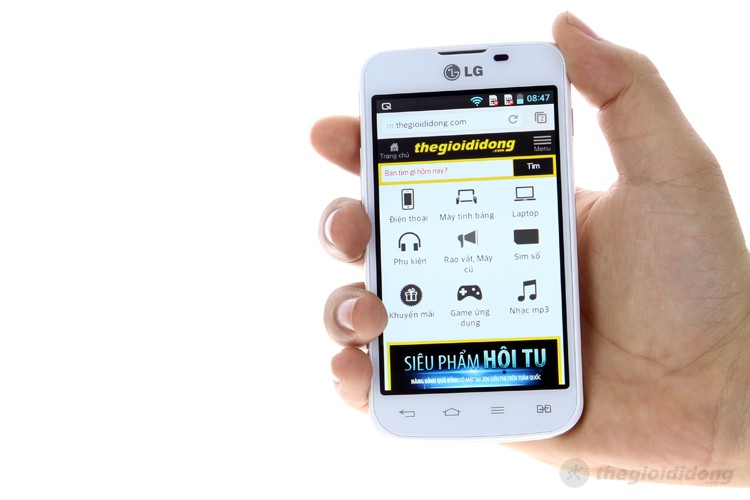 LG
08:47
m.thegioididong.com
2
Trang chủ
thegioididong
.com
Menu
Bạn tìm gì hôm nay?
Tìm
Điện thoại
Máy tính bảng
Laptop
Phụ kiện
Rao vặt, Máy cũ
Sim số
Khuyến mãi
Game ứng dụng
Nhạc mp3
SIÊU PHẨM HỘI TỤ
thegioididong